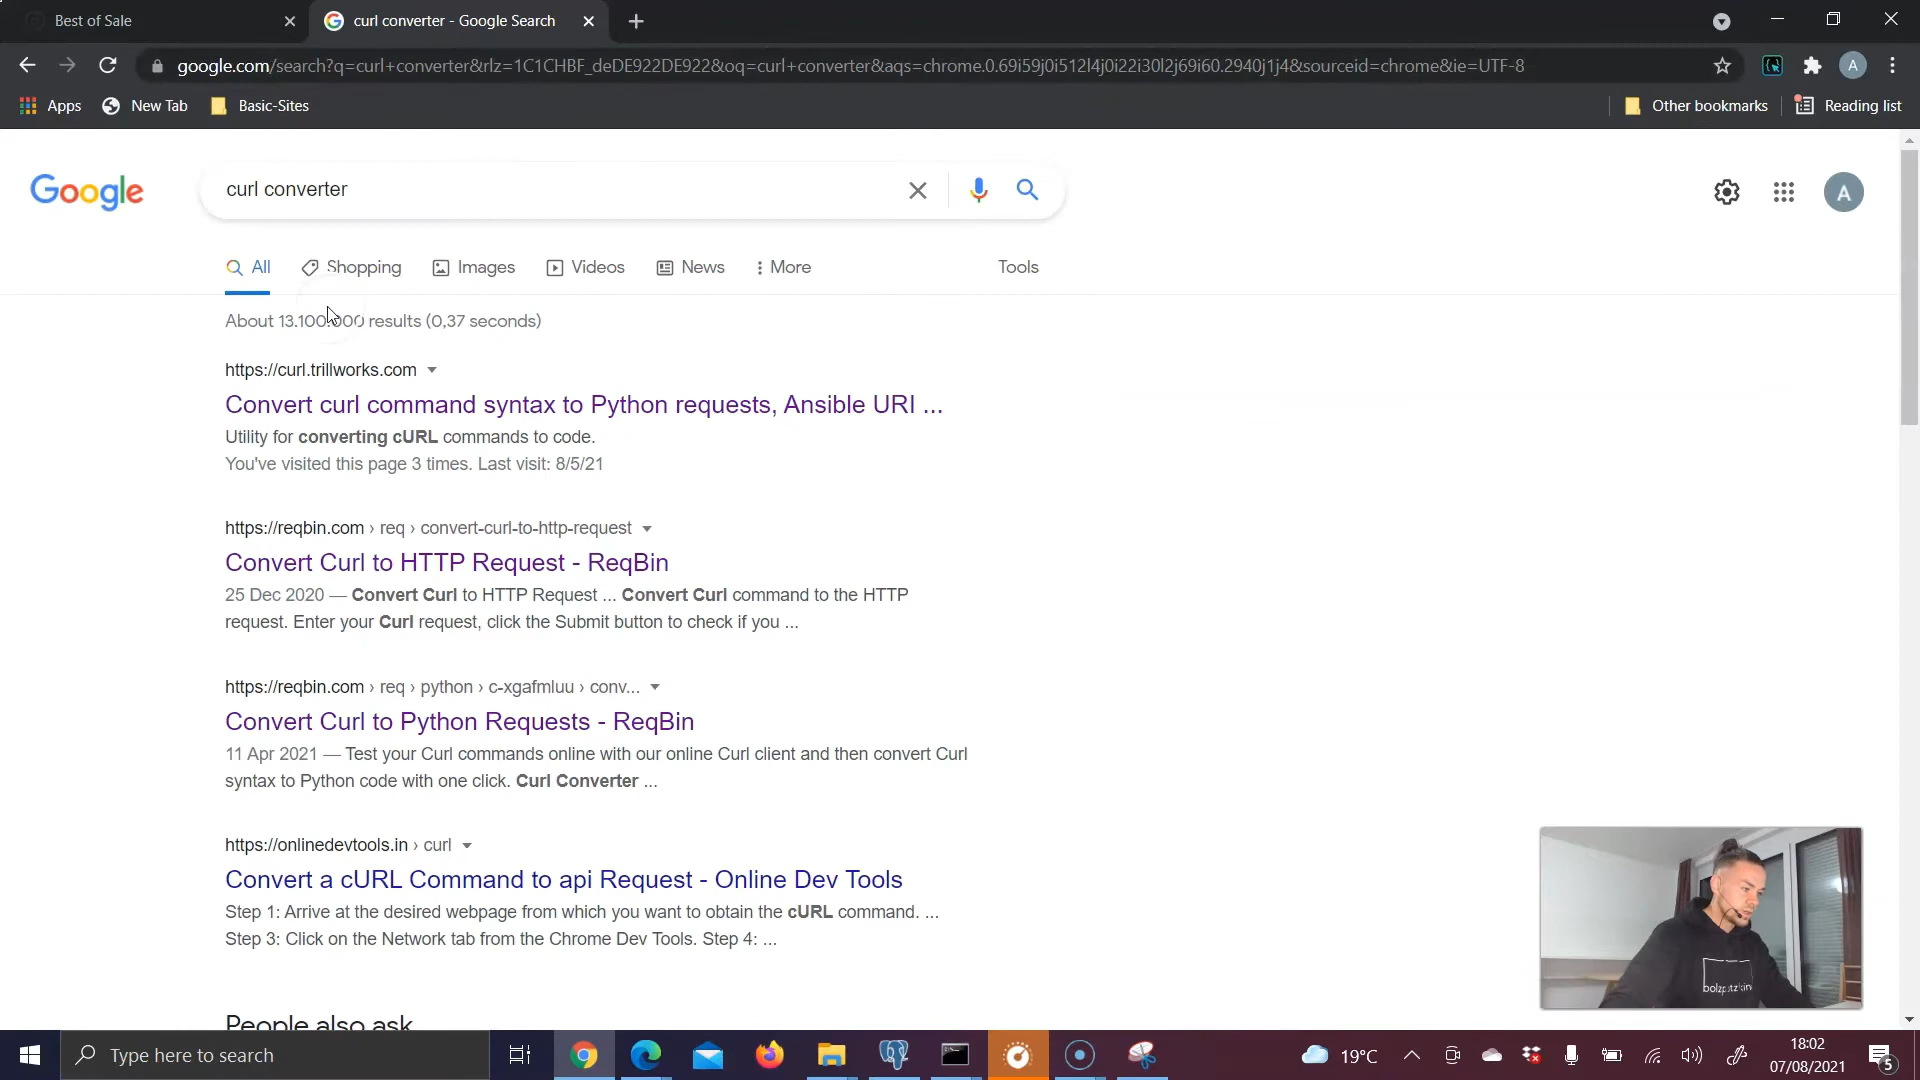 Best of Sale
curl converter - Google Search
google.com/search?q=curl+converter&rlz=1C1CHBF_deDE922DE922&oq=curl+converter&aqs=chrome.0.69i59j0i512l4j0i22i30l2j69i60.2940j1j4&sourceid=chrome&ie=UTF-8
A
Apps
New Tab
Basic-Sites
Other bookmarks
Reading list
Google
curl converter
A
All
Shopping
Images
Videos
News
More
Tools
About 13.100.000 results (0,37 seconds)
https://curl.trillworks.com
Convert curl command syntax to Python requests, Ansible URI ...
Utility for converting cURL commands to code.
You've visited this page 3 times. Last visit: 8/5/21
https://reqbin.com › req › convert-curl-to-http-request
Convert Curl to HTTP Request - ReqBin
25 Dec 2020 — Convert Curl to HTTP Request ... Convert Curl command to the HTTP
request. Enter your Curl request, click the Submit button to check if you ...
https://reqbin.com › req › python › c-xgafmluu › conv...
Convert Curl to Python Requests - ReqBin
11 Apr 2021 — Test your Curl commands online with our online Curl client and then convert Curl
syntax to Python code with one click. Curl Converter ...
https://onlinedevtools.in › curl
Convert a cURL Command to api Request - Online Dev Tools
Step 1: Arrive at the desired webpage from which you want to obtain the cURL command. ...
Step 3: Click on the Network tab from the Chrome Dev Tools. Step 4: ...
People also ask
Type here to search
19°C
18:02
07/08/2021
5